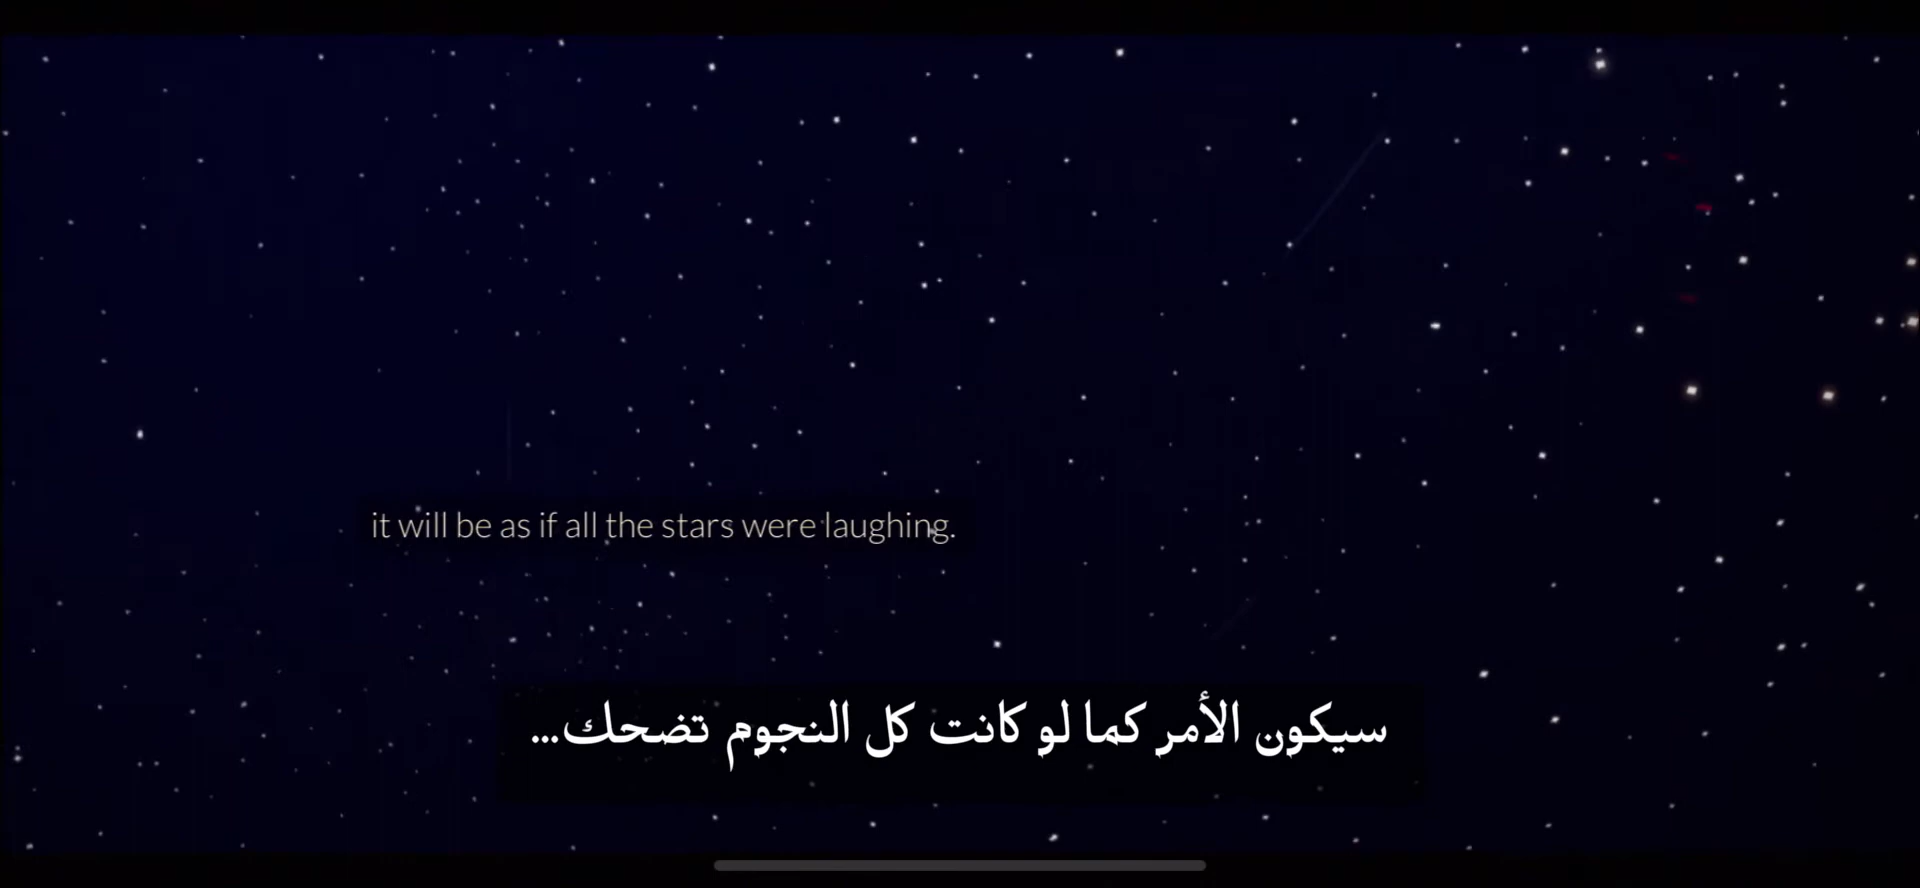 it will be as if all the stars were laughing.
سيكون الأمر كما لو كانت كل النجوم تضحك...